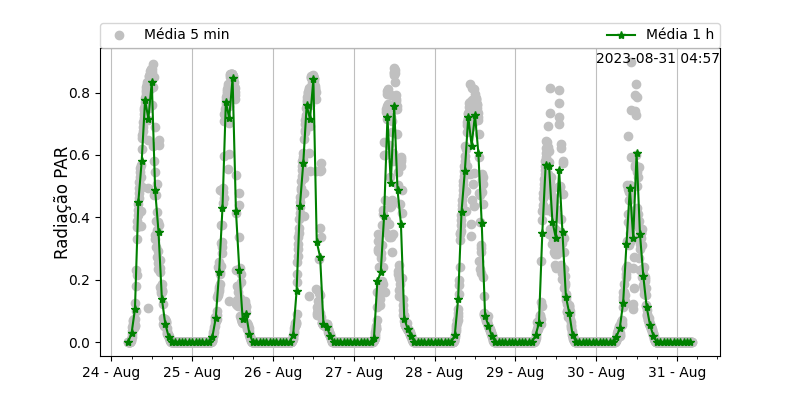 Média 5 min
Média 1 h
2023-08-31 04:57
Radiação PAR
0.8
0.6
0.4
0.2
0.0
24 - Aug
25 - Aug
26 - Aug
27 - Aug
28 - Aug
29 - Aug
30 - Aug
31 - Aug